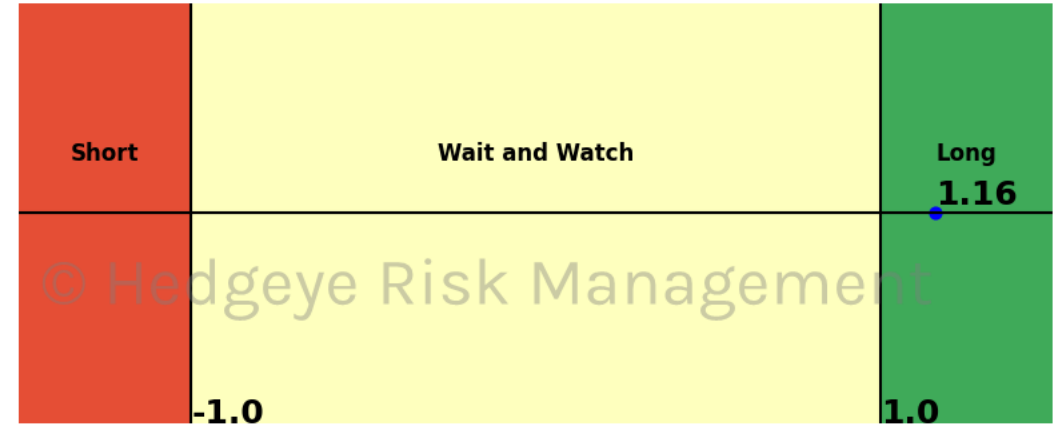 Short
Wait and Watch
Long
1.16
© Hedgeye Risk Management
-1.0
1.0